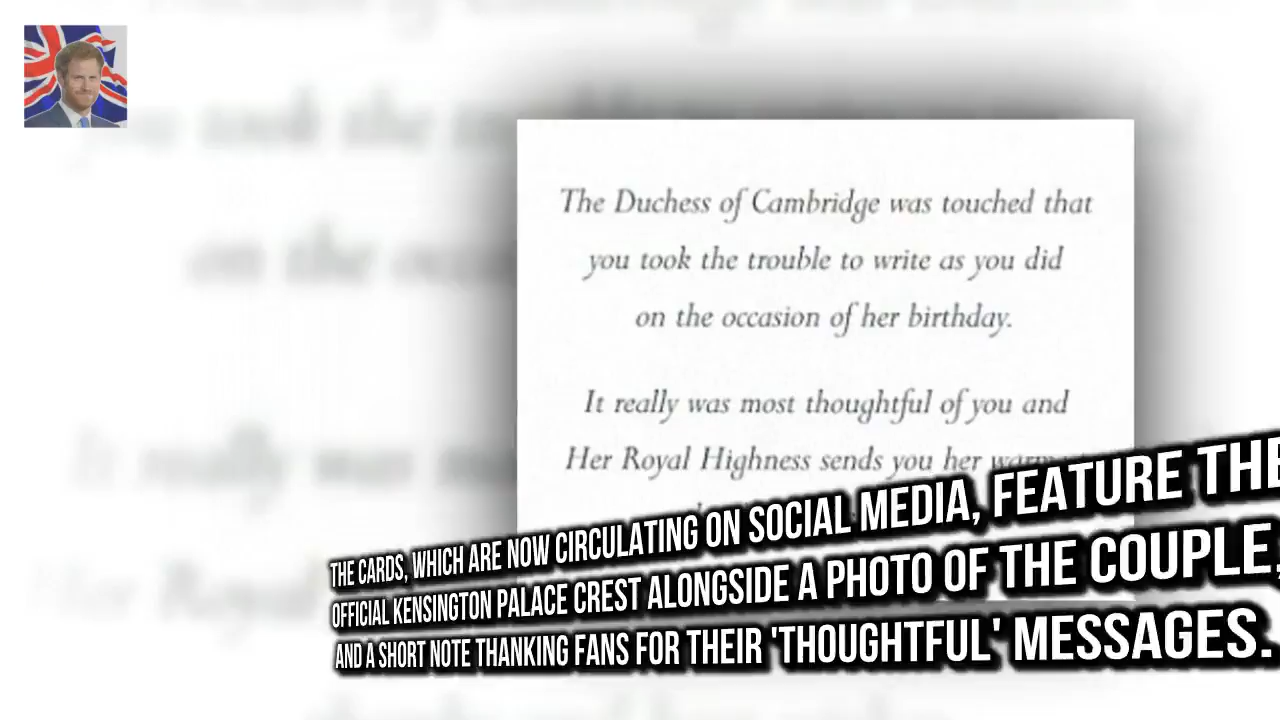 The Duchess of Cambridge was touched that
you took the trouble to write as you did
on the occasion of her birthday.
It really was most thoughtful of you and
Her Royal Highness sends you her
THE CARDS, WHICH ARE NOW CIRCULATING ON SOCIAL MEDIA, FEATURE THE
OFFICIAL KENSINGTON PALACE CREST ALONGSIDE A PHOTO OF THE COUPLE,
AND A SHORT NOTE THANKING FANS FOR THEIR 'THOUGHTFUL' MESSAGES.